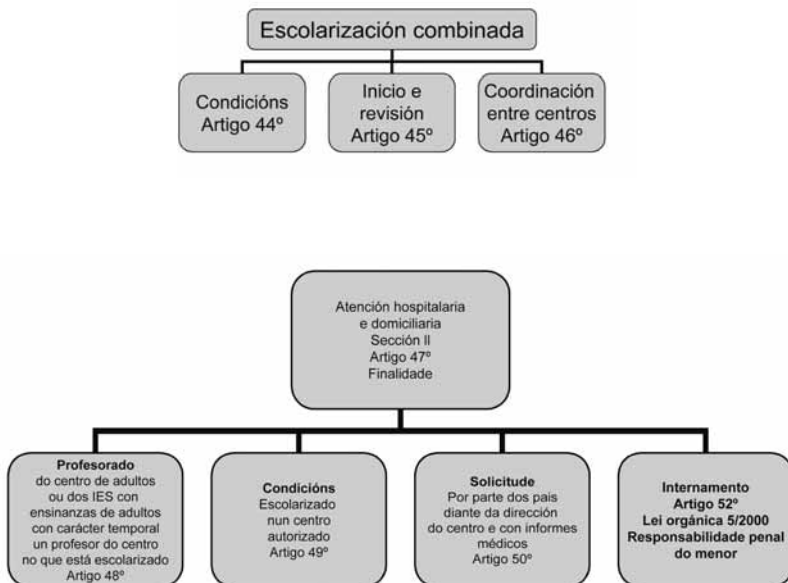 Escolarización combinada
Condicións
Artigo 44º
Inicio e
revisión
Artigo 45º
Coordinación
entre centros
Artigo 46º
Atención hospitalaria
e domiciliaria
Sección II
Artigo 47º
Finalidade
Profesorado
do centro de adultos
ou dos IES con
ensinanzas de adultos
con carácter temporal
un profesor do centro
no que está escolarizado
Artigo 48º
Condicións
Escolarizado
nun centro
autorizado
Artigo 49º
Solicitude
Por parte dos pais
diante da dirección
do centro e con informes
médicos
Artigo 50º
Internamento
Artigo 52º
Lei orgánica 5/2000
Responsabilidade penal
do menor